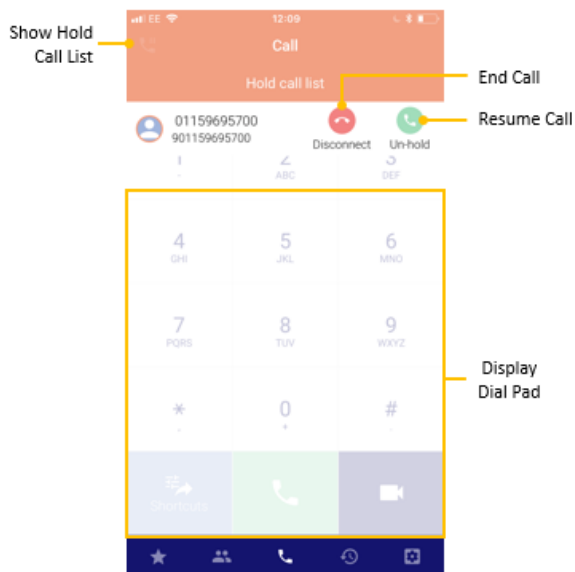 EE 12:09
Show Hold
Call List
Call
Hold call list
End Call
01159695700
901159695700
Disconnect
Un-hold
Resume Call
1 2 3
ABC DEF
4 5 6
GHI JKL MNO
7 8 9
PQRS TUV WXYZ
Display
Dial Pad
* 0 #
+
Shortcuts